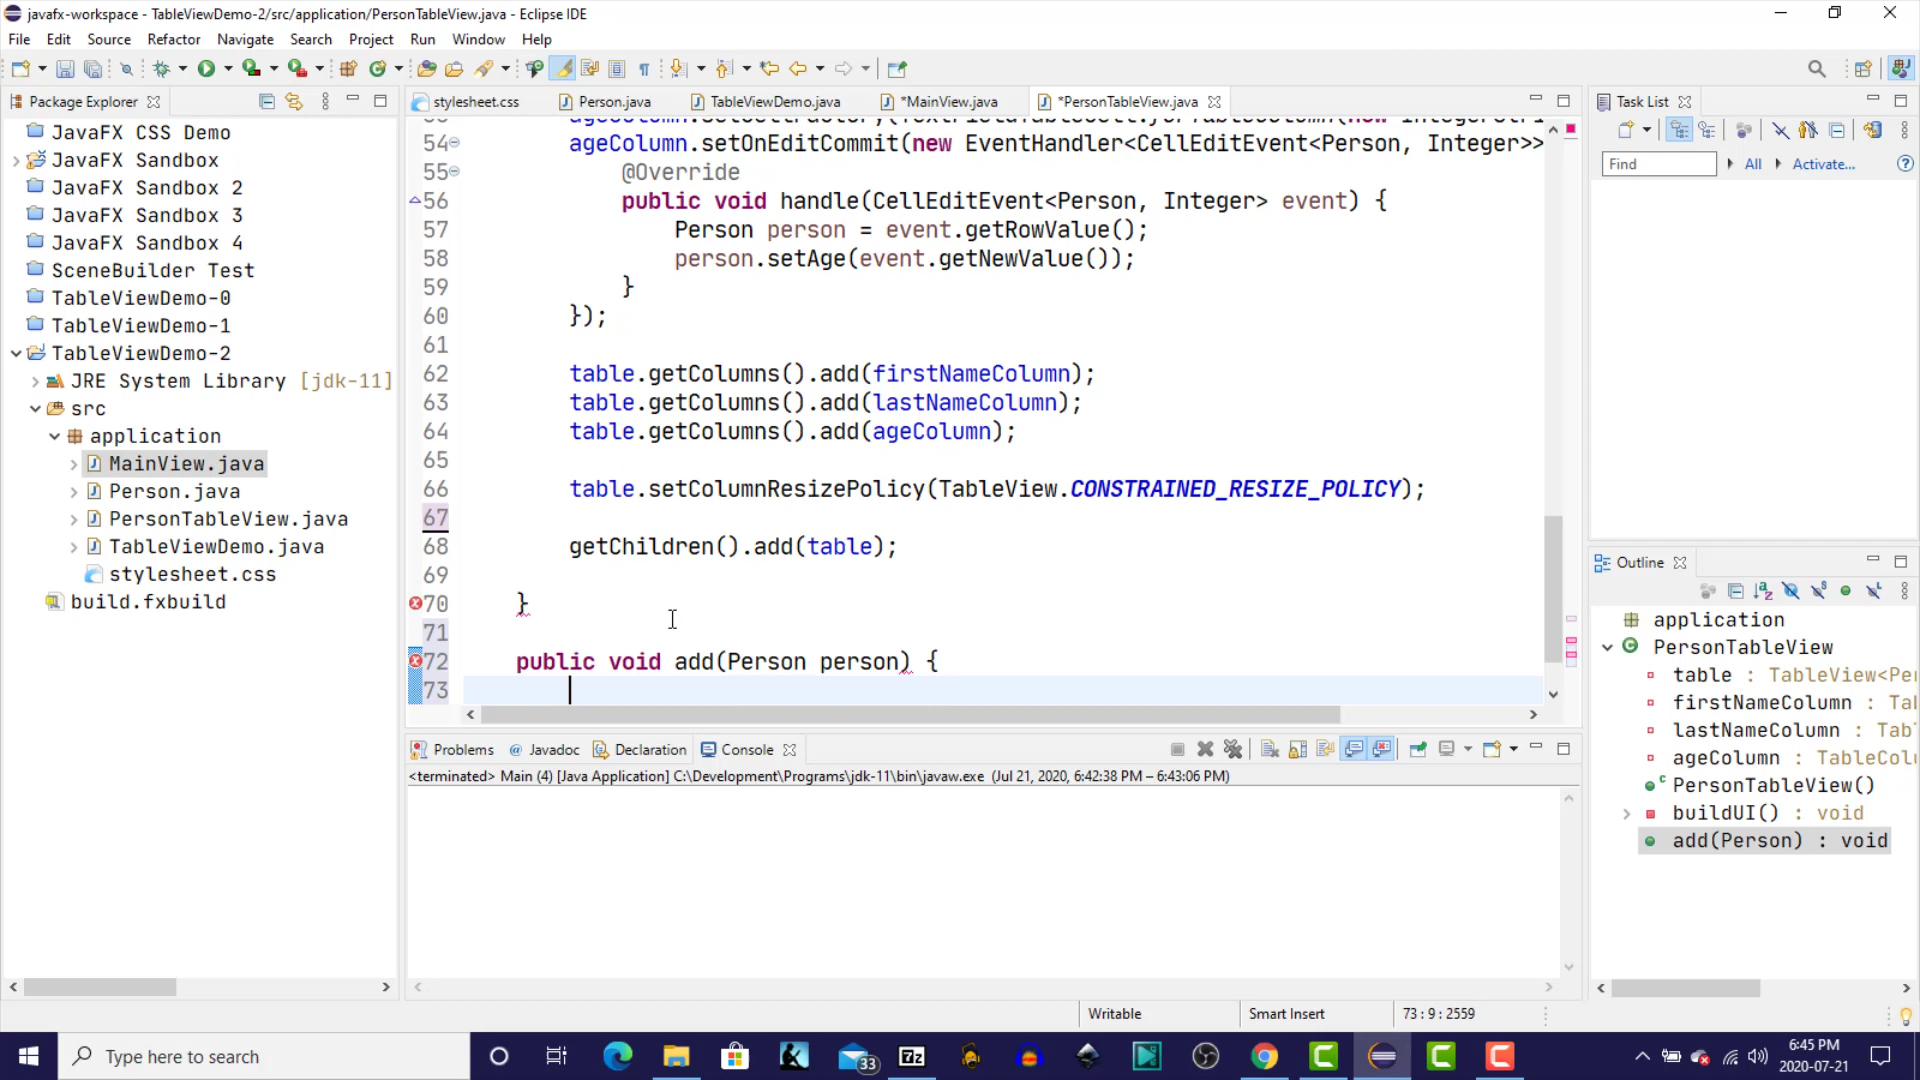 javafx-workspace - TableViewDemo-2/src/application/PersonTableView.java - Eclipse IDE
File Edit Source Refactor Navigate Search Project Run Window Help
Package Explorer
JavaFX CSS Demo
JavaFX Sandbox
JavaFX Sandbox 2
JavaFX Sandbox 3
JavaFX Sandbox 4
SceneBuilder Test
TableViewDemo-0
TableViewDemo-1
TableViewDemo-2
JRE System Library [jdk-11]
src
application
MainView.java
Person.java
PersonTableView.java
TableViewDemo.java
stylesheet.css
build.fxbuild
stylesheet.css Person.java TableViewDemo.java *MainView.java *PersonTableView.java
54 ageColumn.setOnEditCommit(new EventHandler<CellEditEvent<Person, Integer>>
55 @Override
56 public void handle(CellEditEvent<Person, Integer> event) {
57 Person person = event.getRowValue();
58 person.setAge(event.getNewValue());
59 }
60 });
61
62 table.getColumns().add(firstNameColumn);
63 table.getColumns().add(lastNameColumn);
64 table.getColumns().add(ageColumn);
65
66 table.setColumnResizePolicy(TableView.CONSTRAINED_RESIZE_POLICY);
67
68 getChildren().add(table);
69
70 }
71
72 public void add(Person person) {
73
Problems @ Javadoc Declaration Console
<terminated> Main (4) [Java Application] C:\Development\Programs\jdk-11\bin\javaw.exe (Jul 21, 2020, 6:42:38 PM – 6:43:06 PM)
Task List
Find All Activate...
Outline
application
PersonTableView
table : TableView<Per
firstNameColumn : Tal
lastNameColumn : Tab
ageColumn : TableColu
PersonTableView()
buildUI() : void
add(Person) : void
Writable Smart Insert 73 : 9 : 2559
Type here to search
33
7z
6:45 PM
2020-07-21